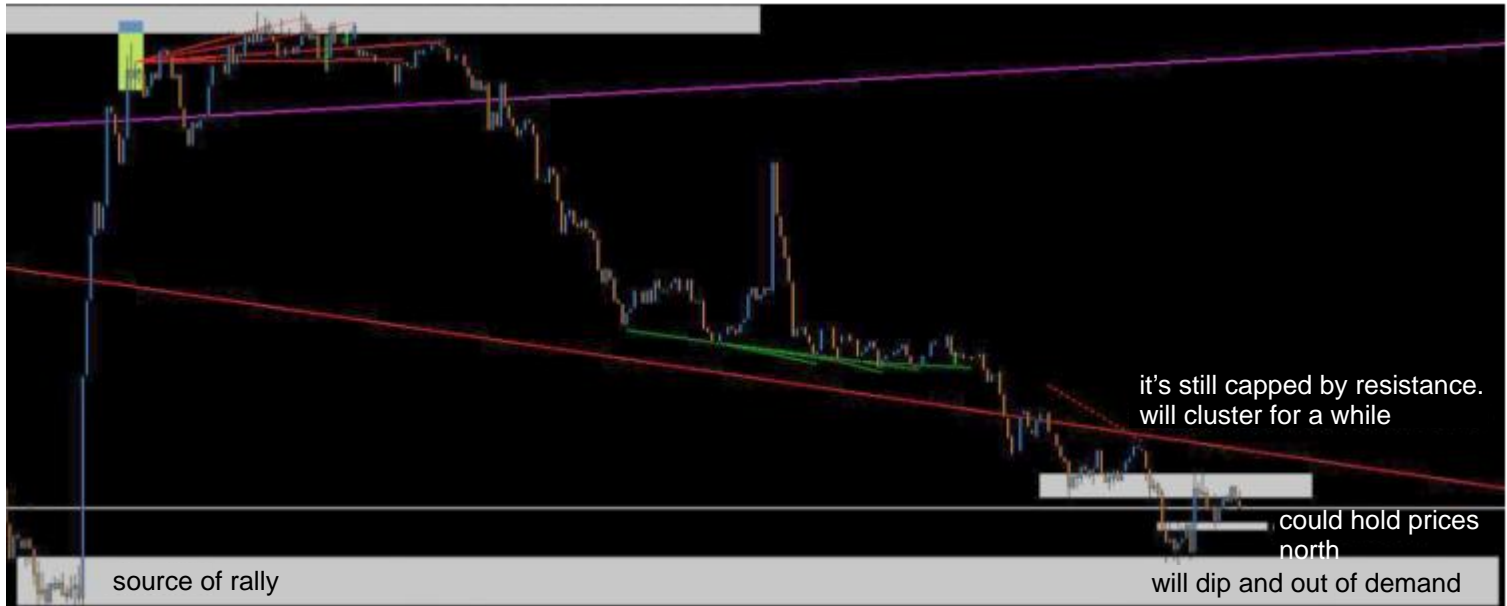 it's still capped by resistance.
will cluster for a while
could hold prices
north
source of rally
will dip and out of demand